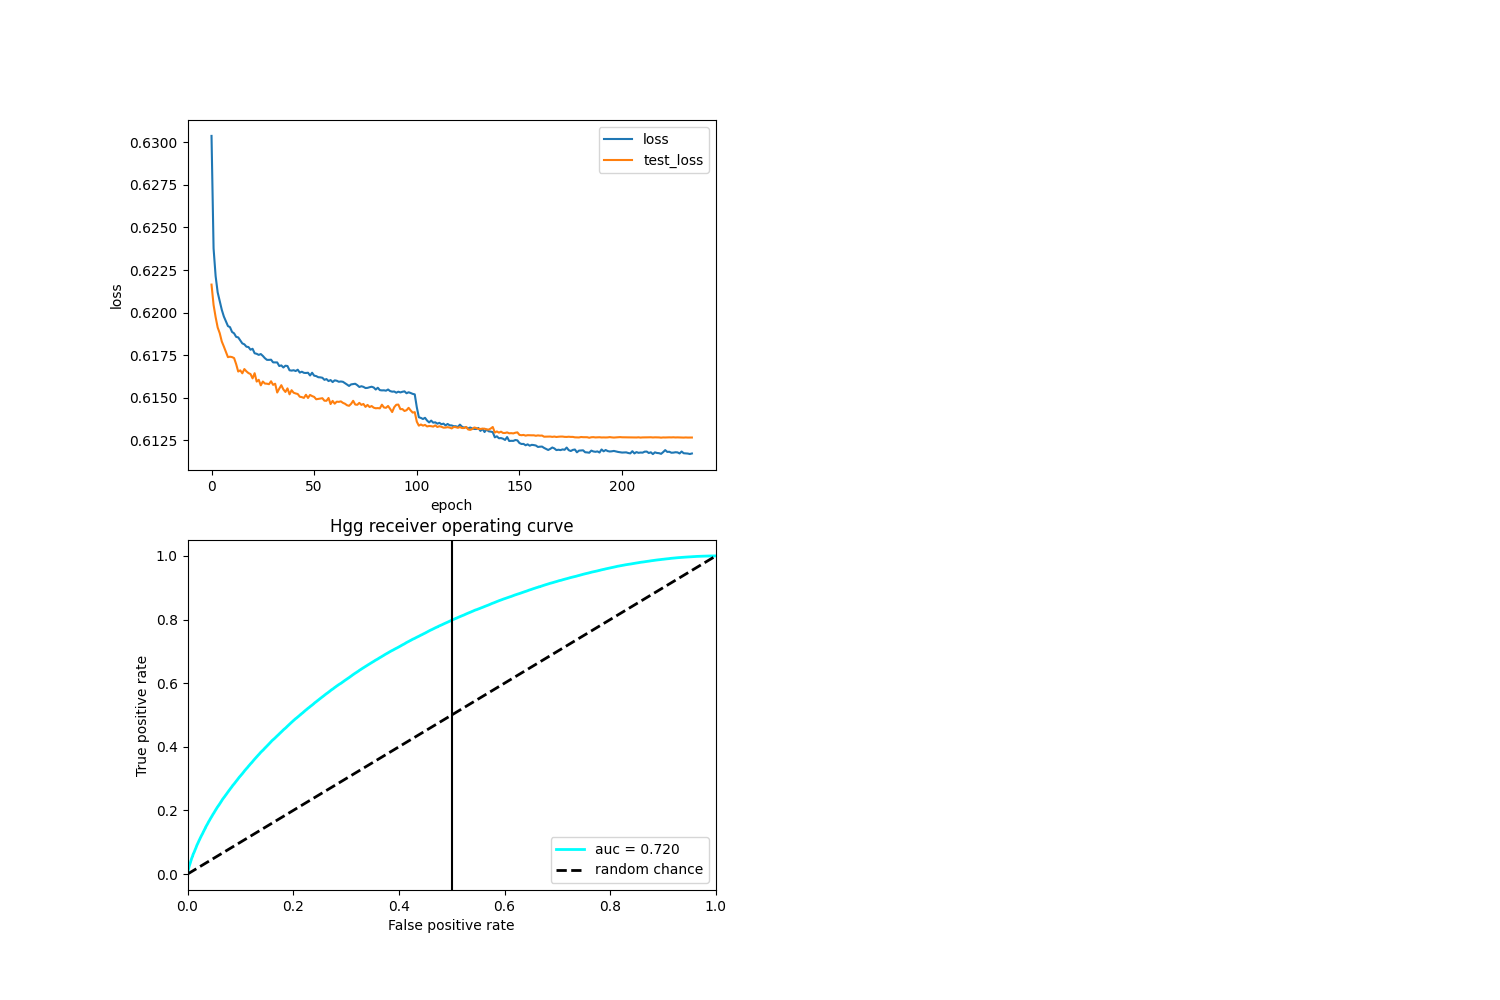 0.6300
0.6275
0.6250
0.6225
0.6200
0.6175
0.6150
0.6125
loss
loss
test_loss
0
50
100
150
200
epoch
Hgg receiver operating curve
1.0
0.8
0.6
0.4
0.2
0.0
True positive rate
auc = 0.720
random chance
0.0
0.2
0.4
0.6
0.8
1.0
False positive rate